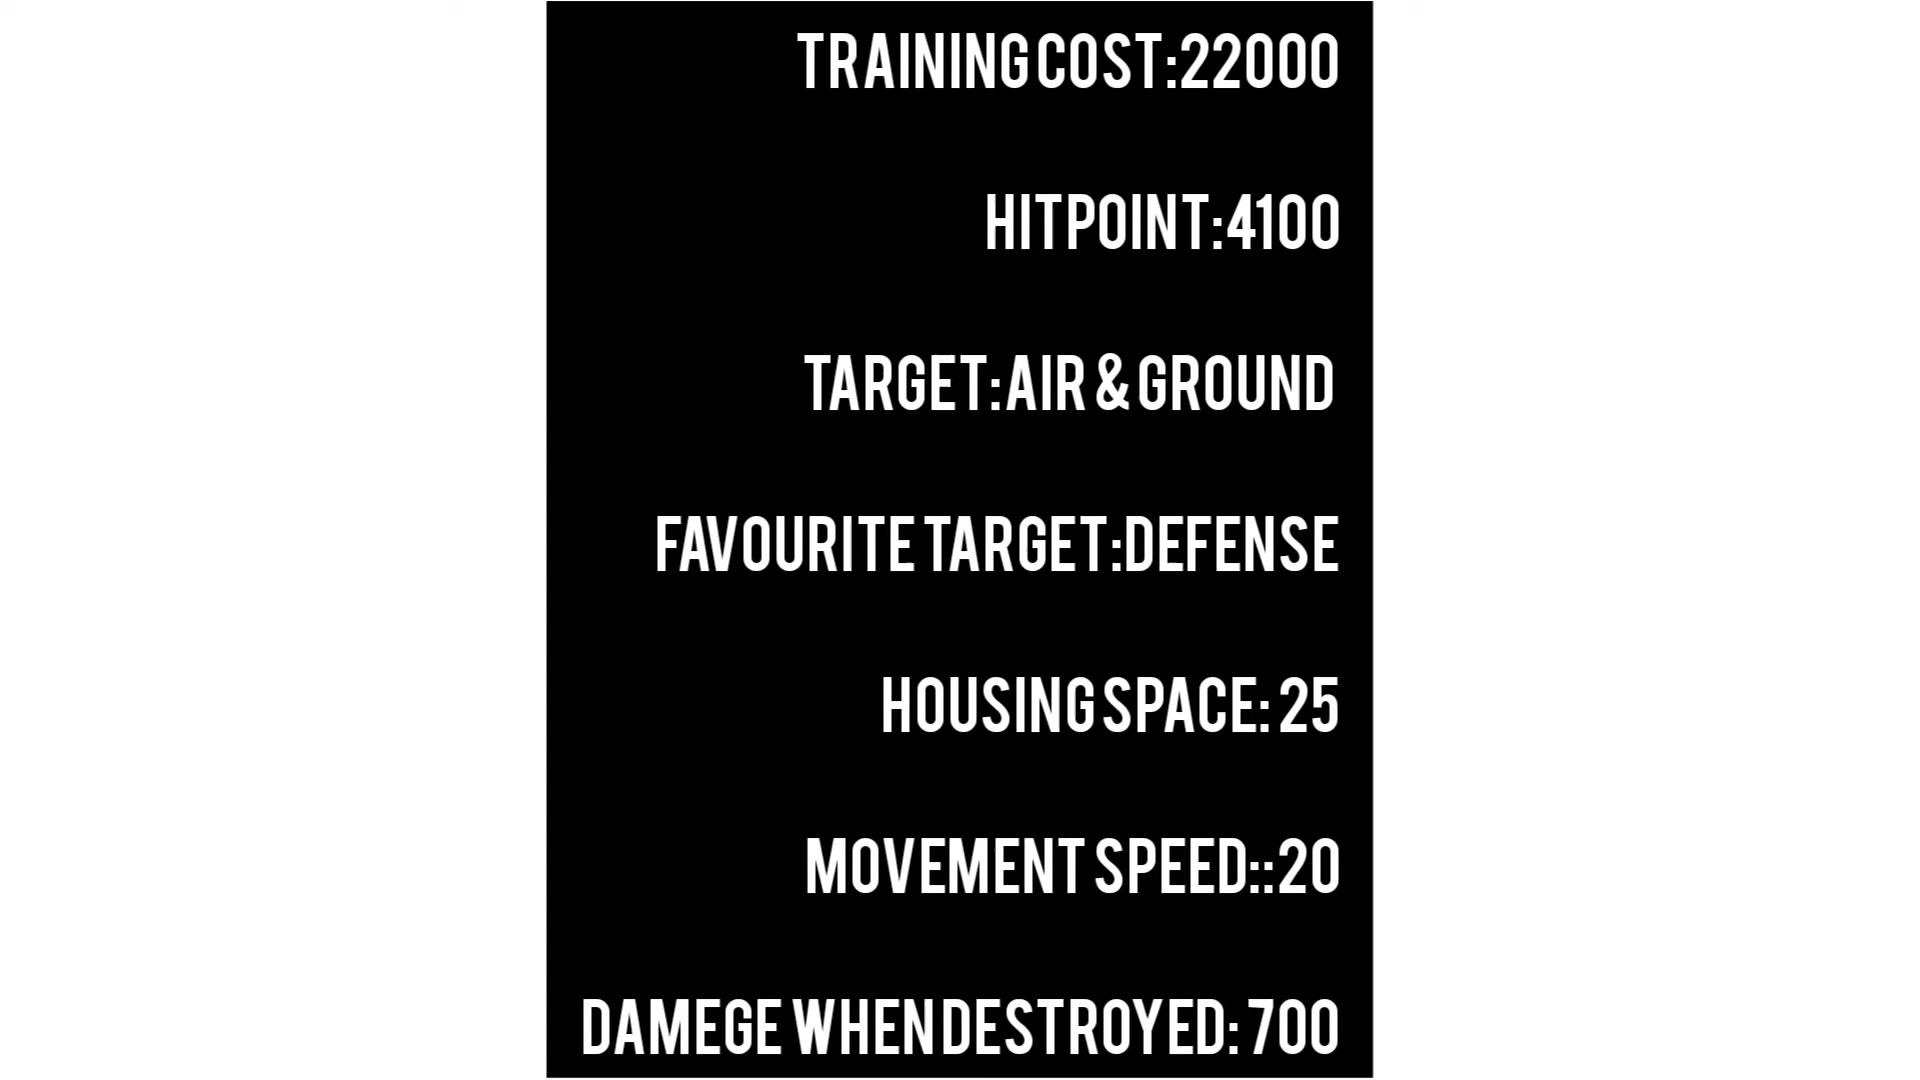 TRAINING COST:22000
HITPOINT:4100
TARGET:AIR & GROUND
FAVOURITE TARGET:DEFENSE
HOUSING SPACE: 25
MOVEMENT SPEED::20
DAMEGE WHEN DESTROYED: 700